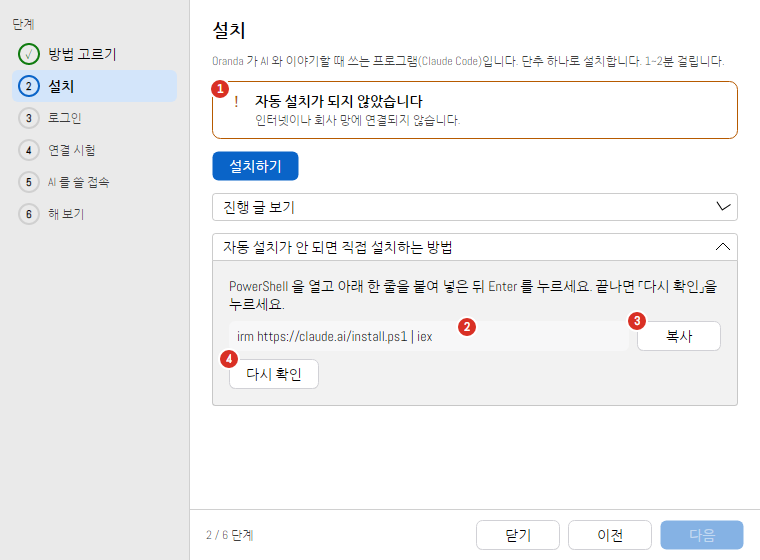 단계
방법 고르기
2 설치
3 로그인
4 연결 시험
5 AI 를 쓸 접속
6 해 보기
설치
Oranda 가 AI 와 이야기할 때 쓰는 프로그램(Claude Code)입니다. 단추 하나로 설치합니다. 1~2분 걸립니다.
1
! 자동 설치가 되지 않았습니다
인터넷이나 회사 망에 연결되지 않습니다.
설치하기
진행 글 보기
자동 설치가 안 되면 직접 설치하는 방법
PowerShell 을 열고 아래 한 줄을 붙여 넣은 뒤 Enter 를 누르세요. 끝나면 「다시 확인」을
누르세요.
irm https://claude.ai/install.ps1 | iex
2
3
복사
4
다시 확인
2 / 6 단계
닫기
이전
다음